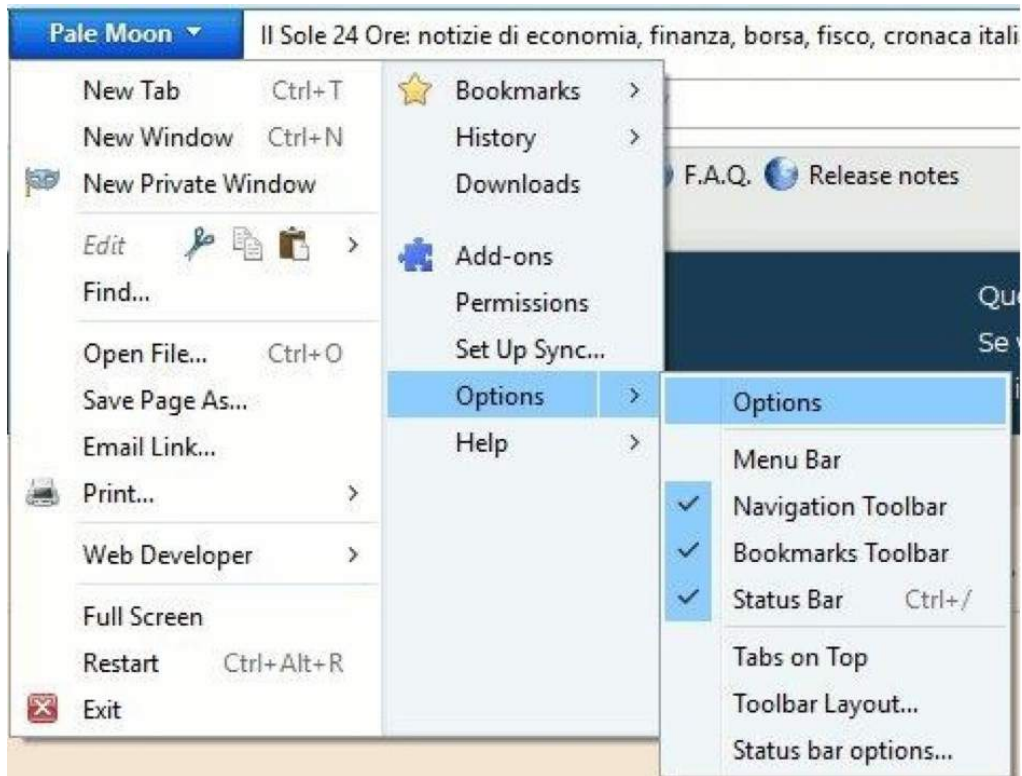 Pale Moon
Il Sole 24 Ore: notizie di economia, finanza, borsa, fisco, cronaca itali
New Tab Ctrl+T
New Window Ctrl+N
New Private Window
Edit
Find...
Open File... Ctrl+O
Save Page As...
Email Link...
Print...
Web Developer
Full Screen
Restart Ctrl+Alt+R
Exit
Bookmarks
History
Downloads
Add-ons
Permissions
Set Up Sync...
Options
Help
F.A.Q. Release notes
Que
Se
Options
Menu Bar
Navigation Toolbar
Bookmarks Toolbar
Status Bar Ctrl+/
Tabs on Top
Toolbar Layout...
Status bar options...